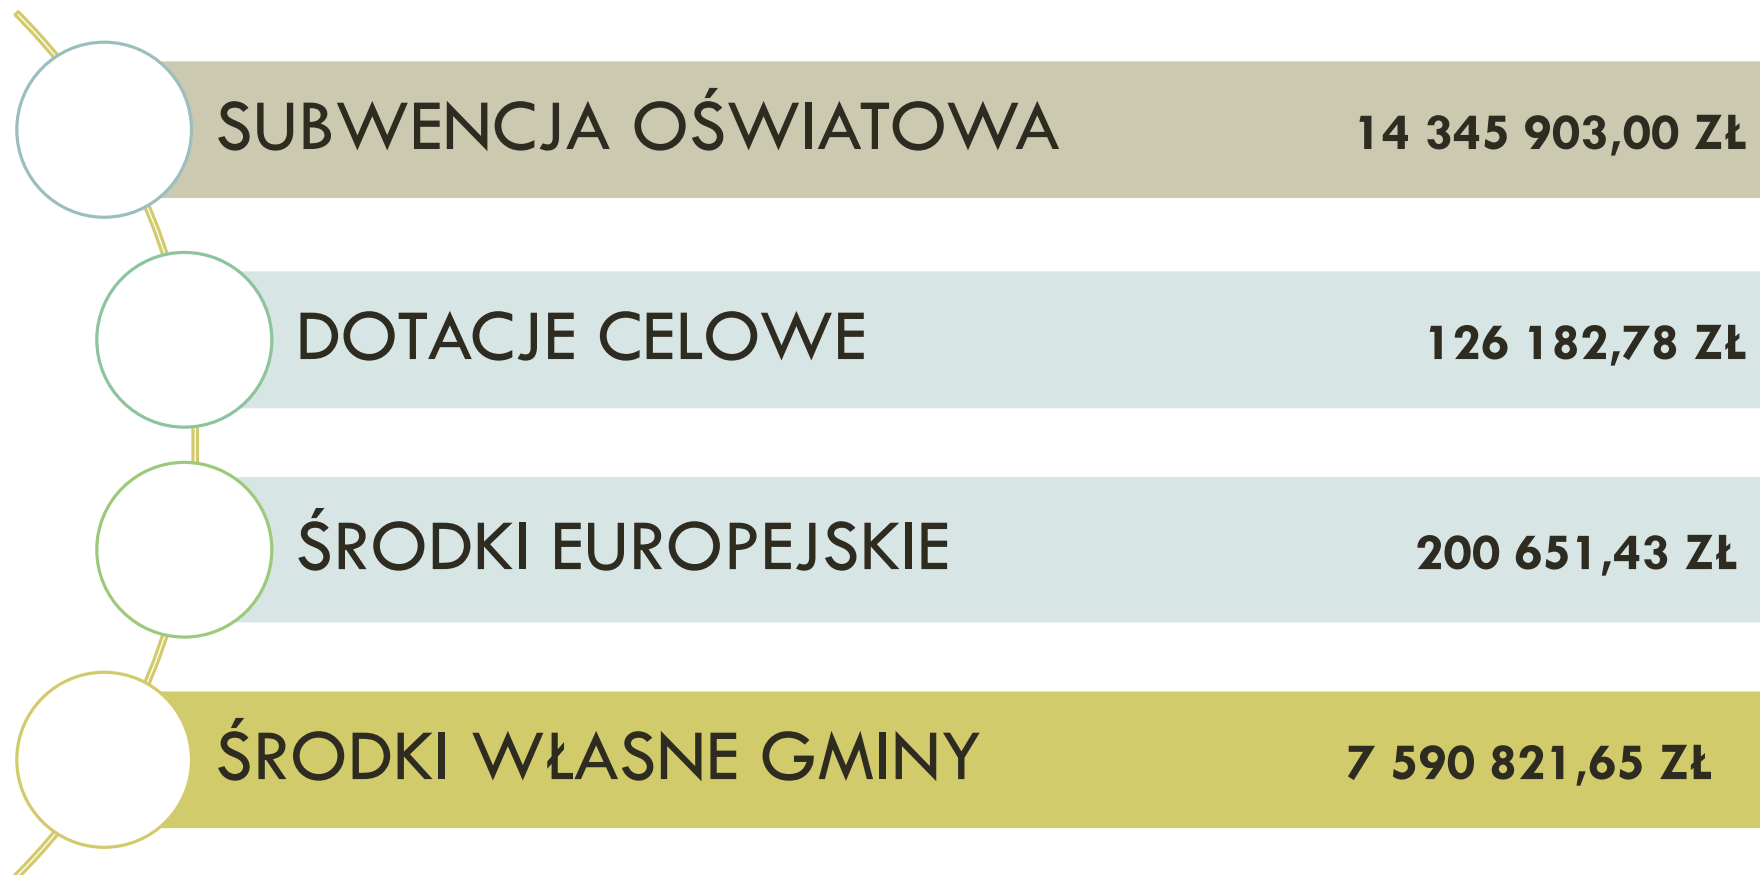 SUBWENCJA OŚWIATOWA 14 345 903,00 ZŁ
DOTACJE CELOWE 126 182,78 ZŁ
ŚRODKI EUROPEJSKIE 200 651,43 ZŁ
ŚRODKI WŁASNE GMINY 7 590 821,65 ZŁ